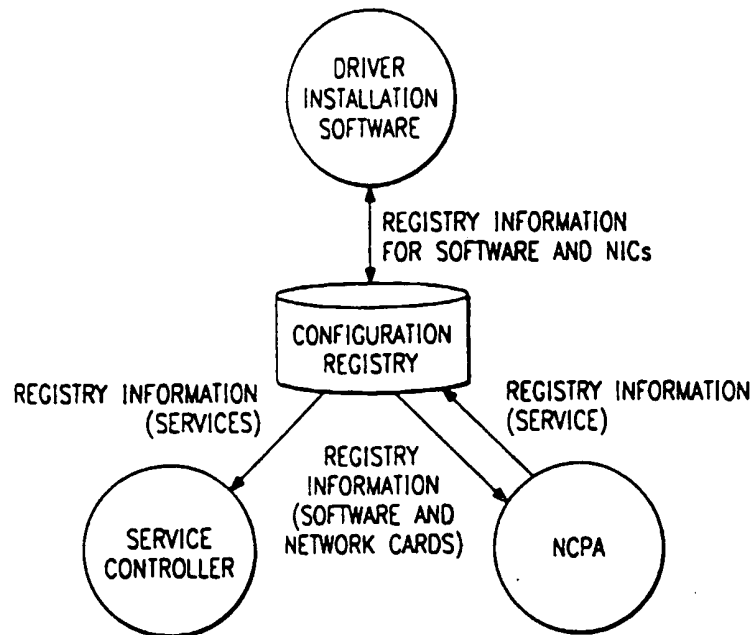 DRIVER
INSTALLATION
SOFTWARE
REGISTRY INFORMATION
FOR SOFTWARE AND NICs
CONFIGURATION
REGISTRY
REGISTRY INFORMATION
(SERVICES)
REGISTRY INFORMATION
(SERVICE)
REGISTRY
INFORMATION
(SOFTWARE AND
NETWORK CARDS)
SERVICE
CONTROLLER
NCPA